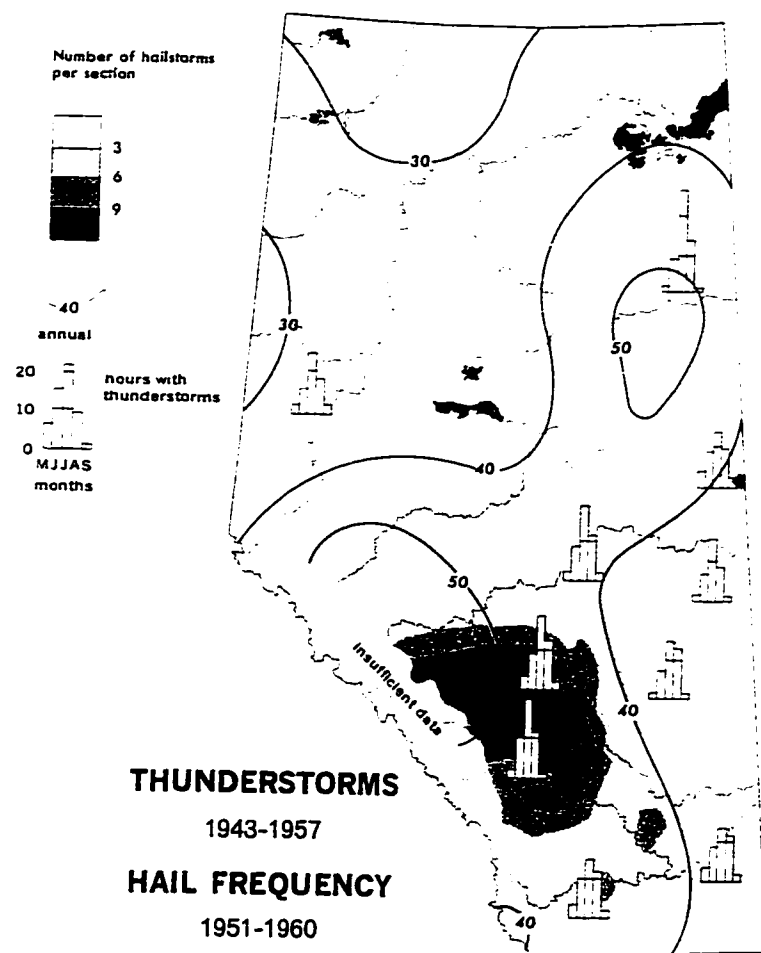 Number of hailstorms
per section
3
6
9
40
annual
20
10
0
hours with
thunderstorms
MJJAS
months
30
30
50
40
50
insufficient data
40
40
THUNDERSTORMS
1943-1957
HAIL FREQUENCY
1951-1960